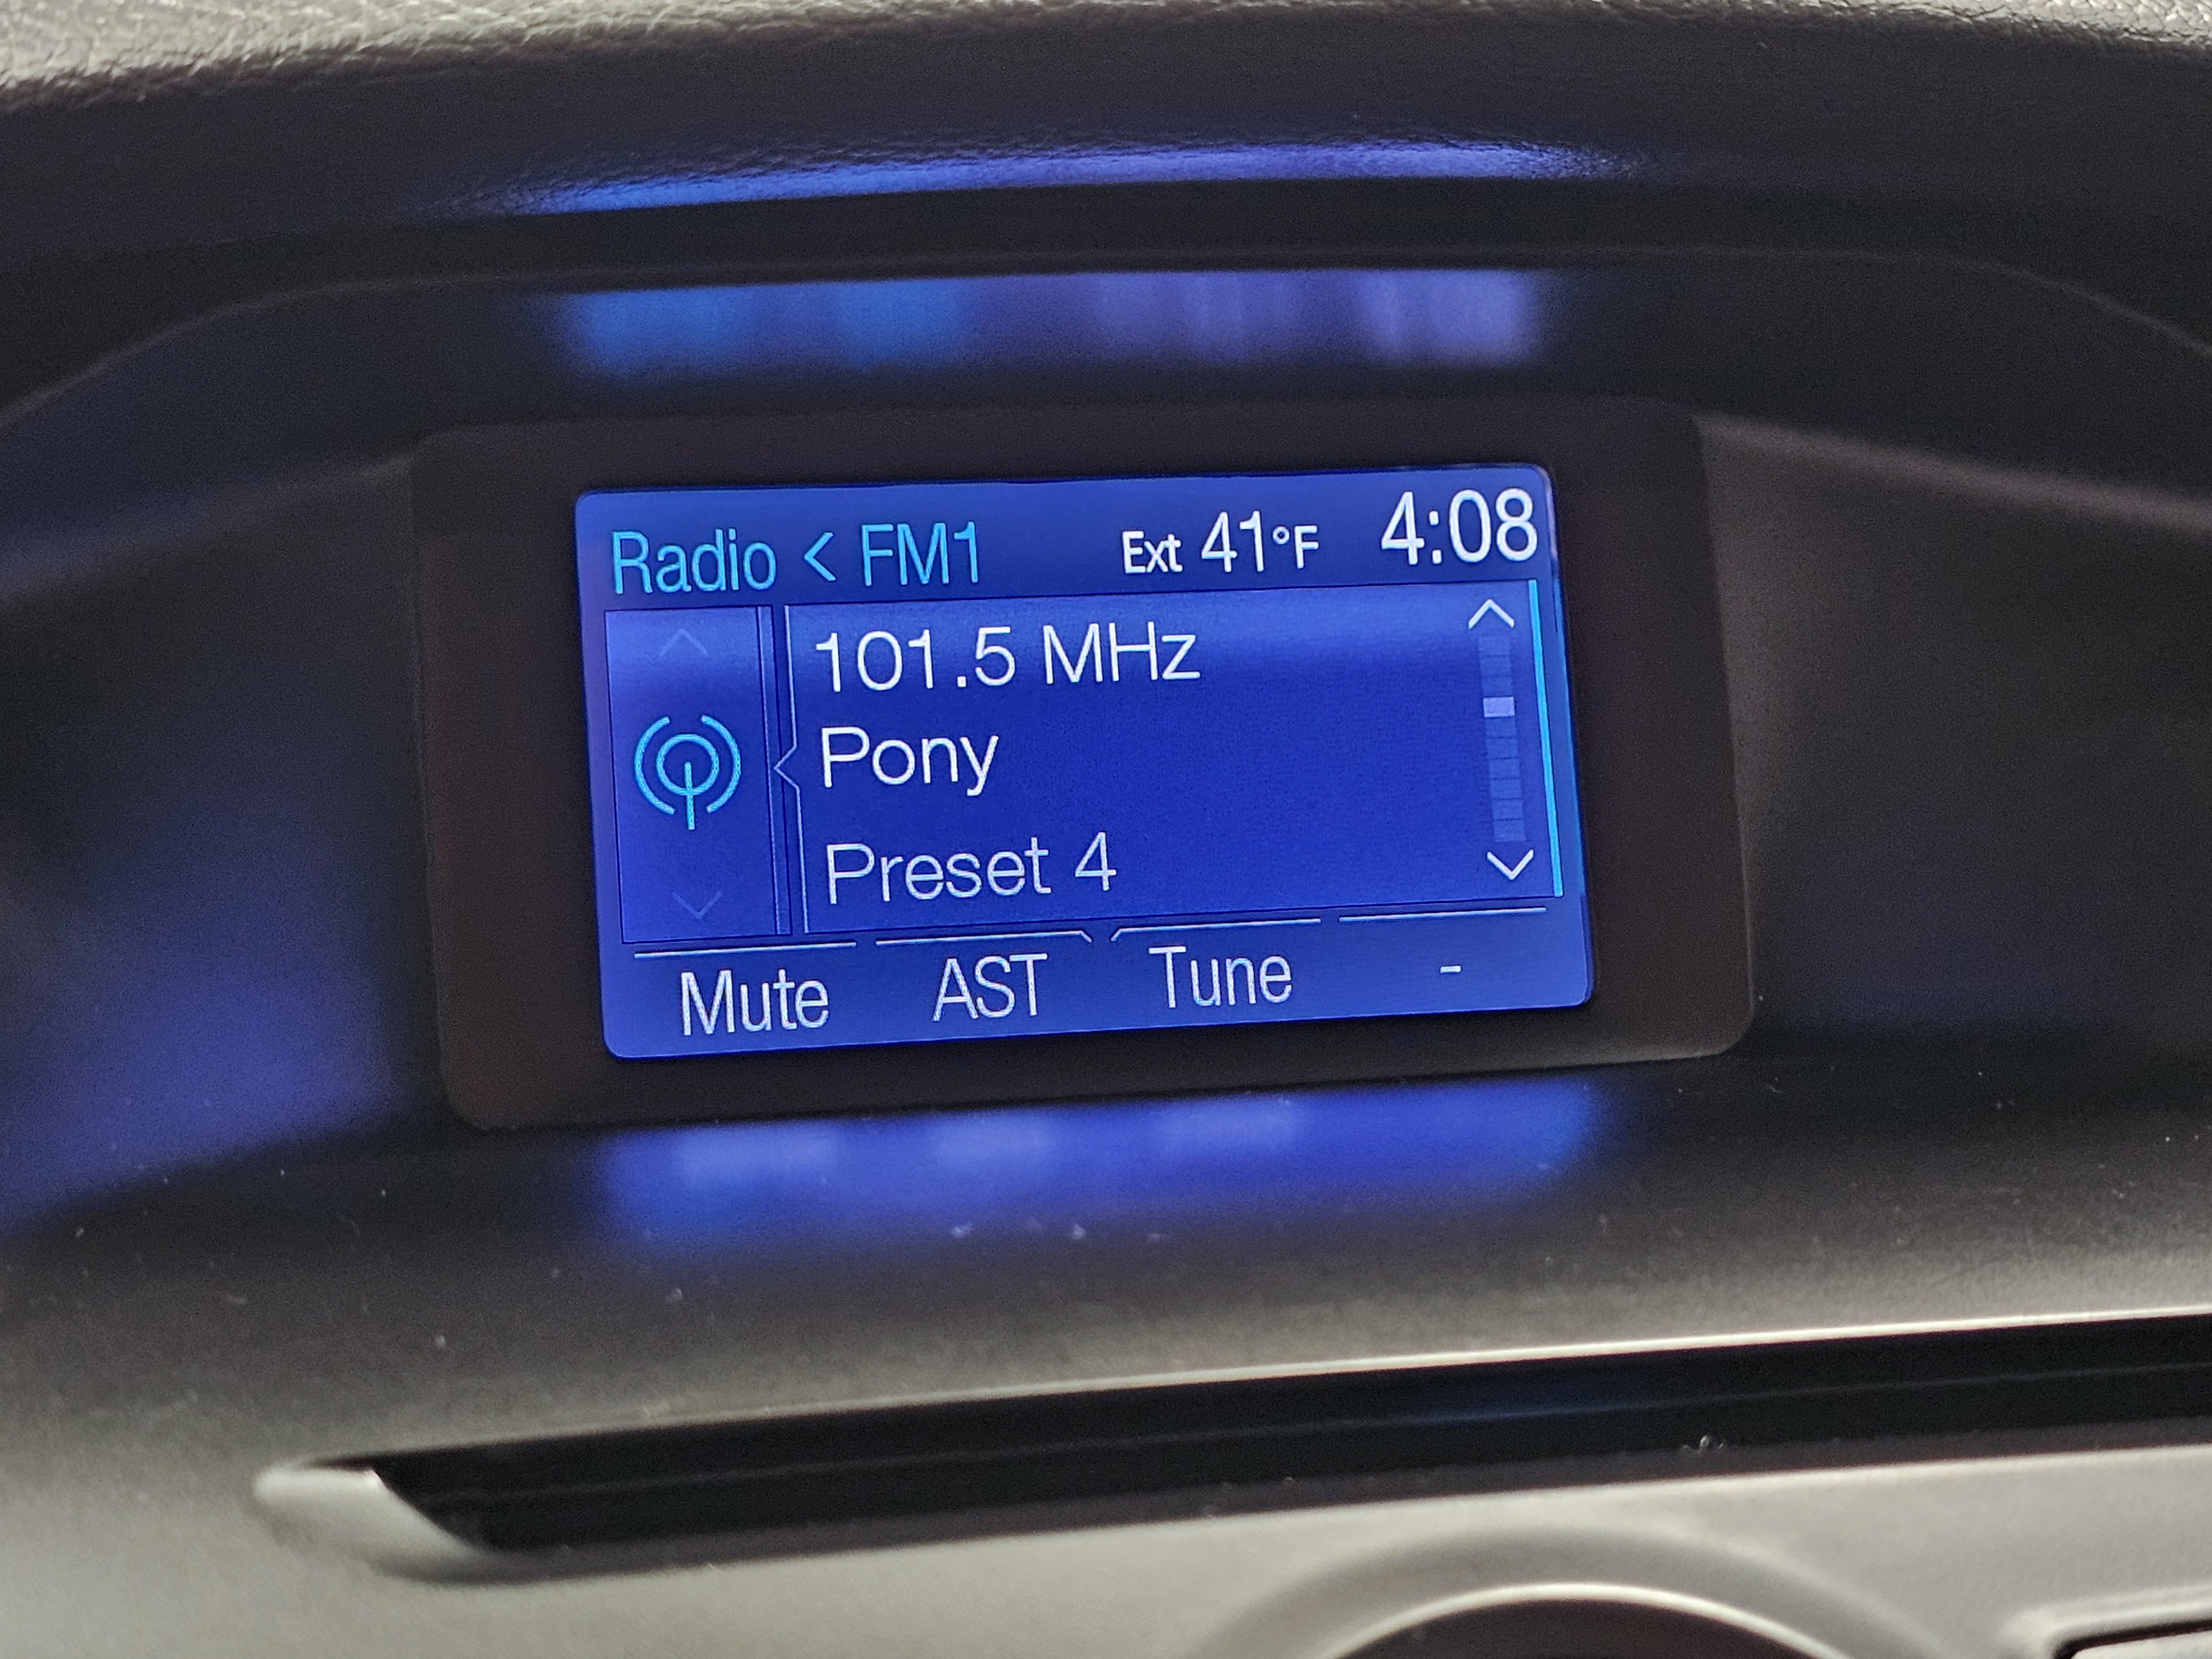 Radio < FM1 Ext 41°F 4:08
101.5 MHz
Pony
Preset 4
Mute AST Tune -